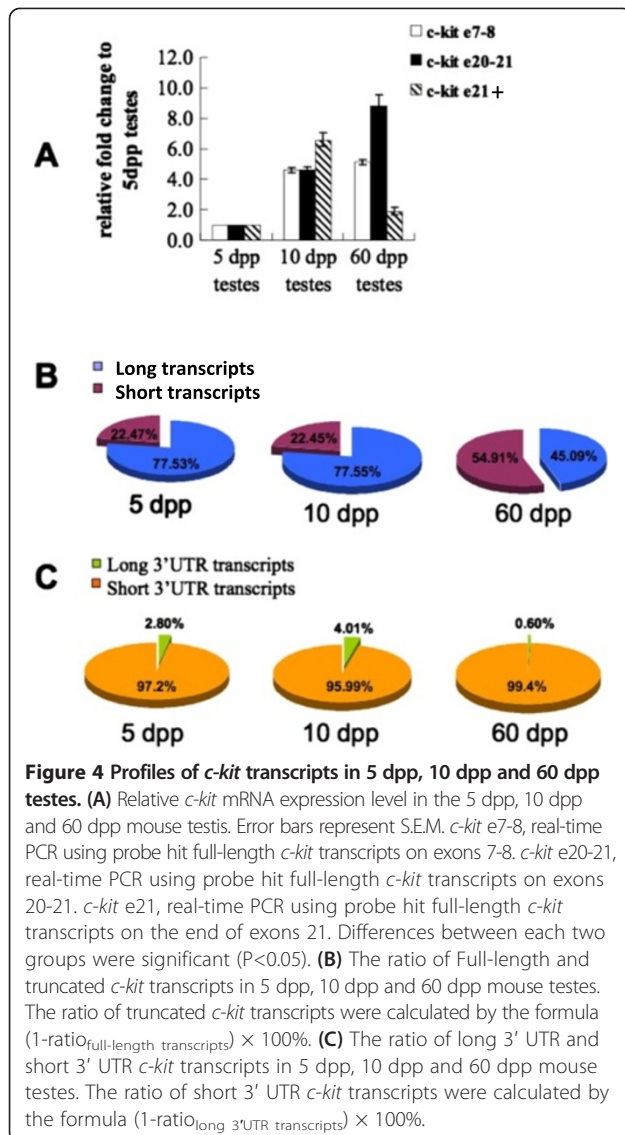 c-kit e7-8
c-kit e20-21
c-kit e21+
A
relative fold change to
5dpp testes
12.0
10.0
8.0
6.0
4.0
2.0
0.0
5 dpp
testes
10 dpp
testes
60 dpp
testes
B
Long transcripts
Short transcripts
22.47%
77.53%
5 dpp
22.45%
77.55%
10 dpp
54.91%
45.09%
60 dpp
C
Long 3'UTR transcripts
Short 3'UTR transcripts
2.80%
97.2%
5 dpp
4.01%
95.99%
10 dpp
0.60%
99.4%
60 dpp
Figure 4 Profiles of c-kit transcripts in 5 dpp, 10 dpp and 60 dpp
testes. (A) Relative c-kit mRNA expression level in the 5 dpp, 10 dpp
and 60 dpp mouse testis. Error bars represent S.E.M. c-kit e7-8, real-time
PCR using probe hit full-length c-kit transcripts on exons 7-8. c-kit e20-21,
real-time PCR using probe hit full-length c-kit transcripts on exons
20-21. c-kit e21, real-time PCR using probe hit full-length c-kit
transcripts on the end of exons 21. Differences between each two
groups were significant (P<0.05). (B) The ratio of Full-length and
truncated c-kit transcripts in 5 dpp, 10 dpp and 60 dpp mouse testes.
The ratio of truncated c-kit transcripts were calculated by the formula
(1-ratiofull-length transcripts) × 100%. (C) The ratio of long 3′ UTR and
short 3′ UTR c-kit transcripts in 5 dpp, 10 dpp and 60 dpp mouse
testes. The ratio of short 3′ UTR c-kit transcripts were calculated by
the formula (1-ratiolong 3′UTR transcripts) × 100%.